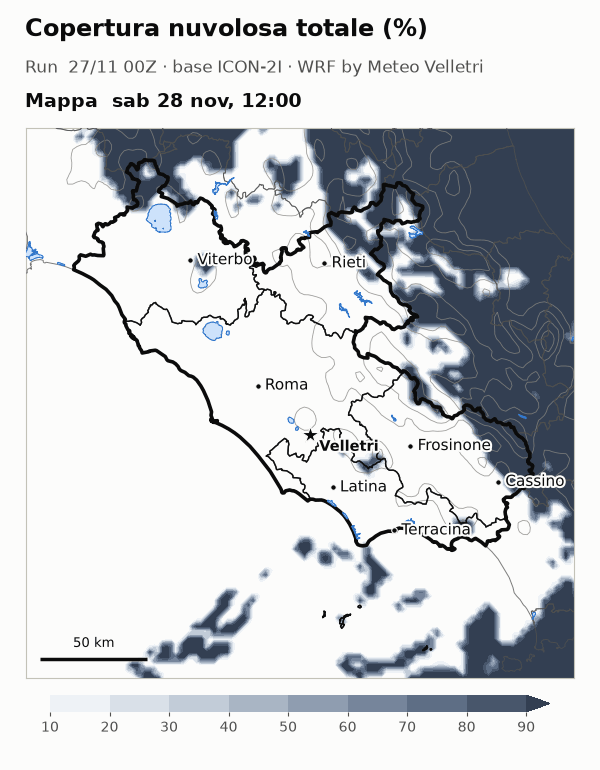 Copertura nuvolosa totale (%)
Run 27/11 00Z · base ICON-2I · WRF by Meteo Velletri
Mappa sab 28 nov, 12:00
Viterbo
Rieti
Roma
Velletri
Frosinone
Latina
Cassino
Terracina
50 km
10 20 30 40 50 60 70 80 90